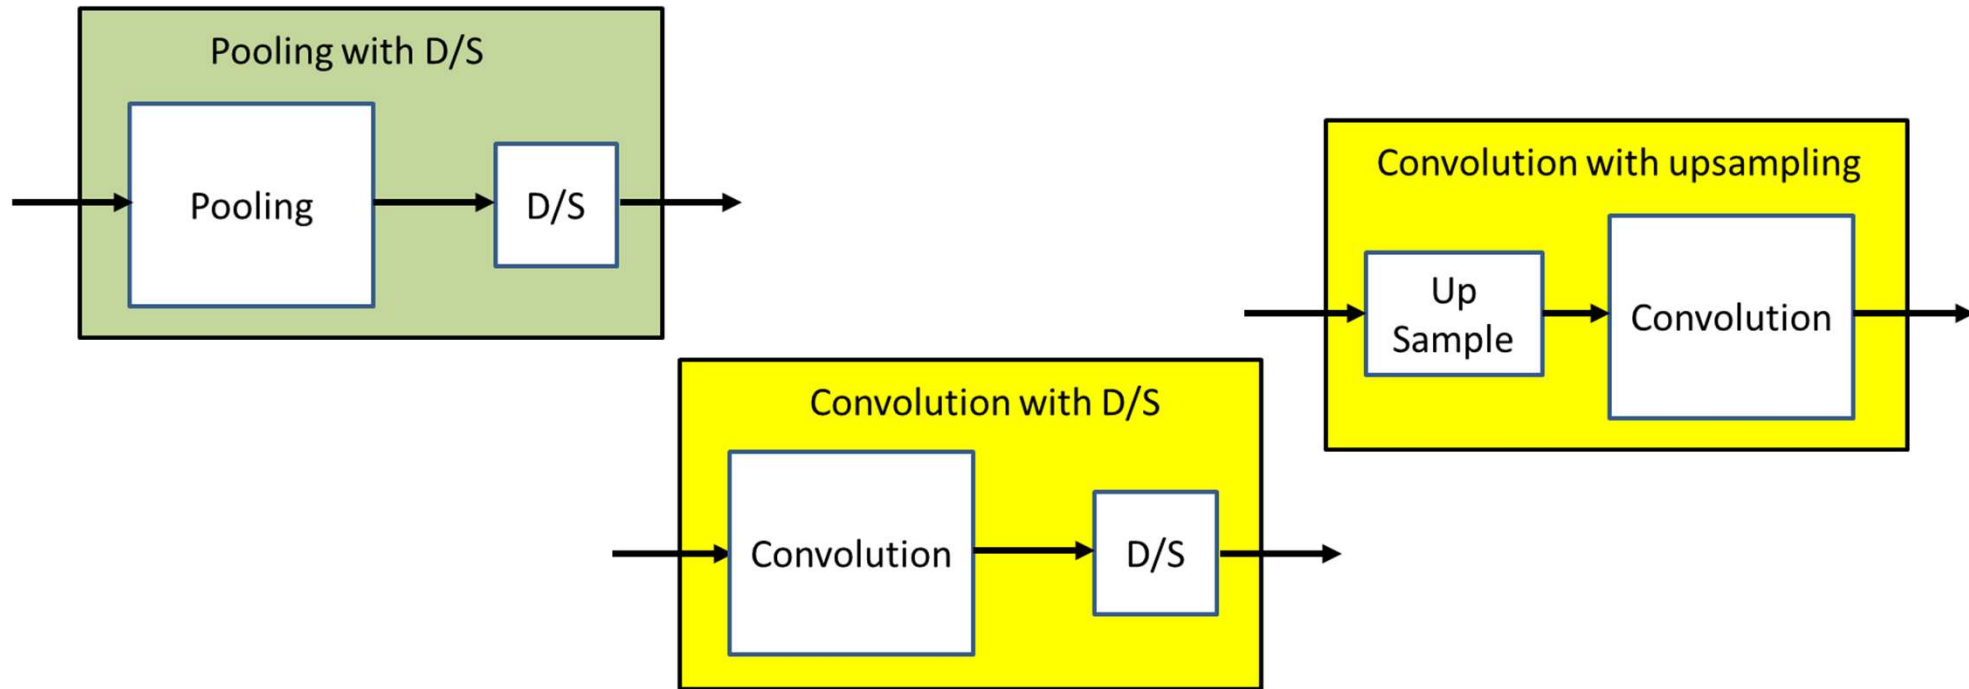 Pooling with D/S
Pooling
D/S
Convolution with upsampling
Up
Sample
Convolution
Convolution with D/S
Convolution
D/S